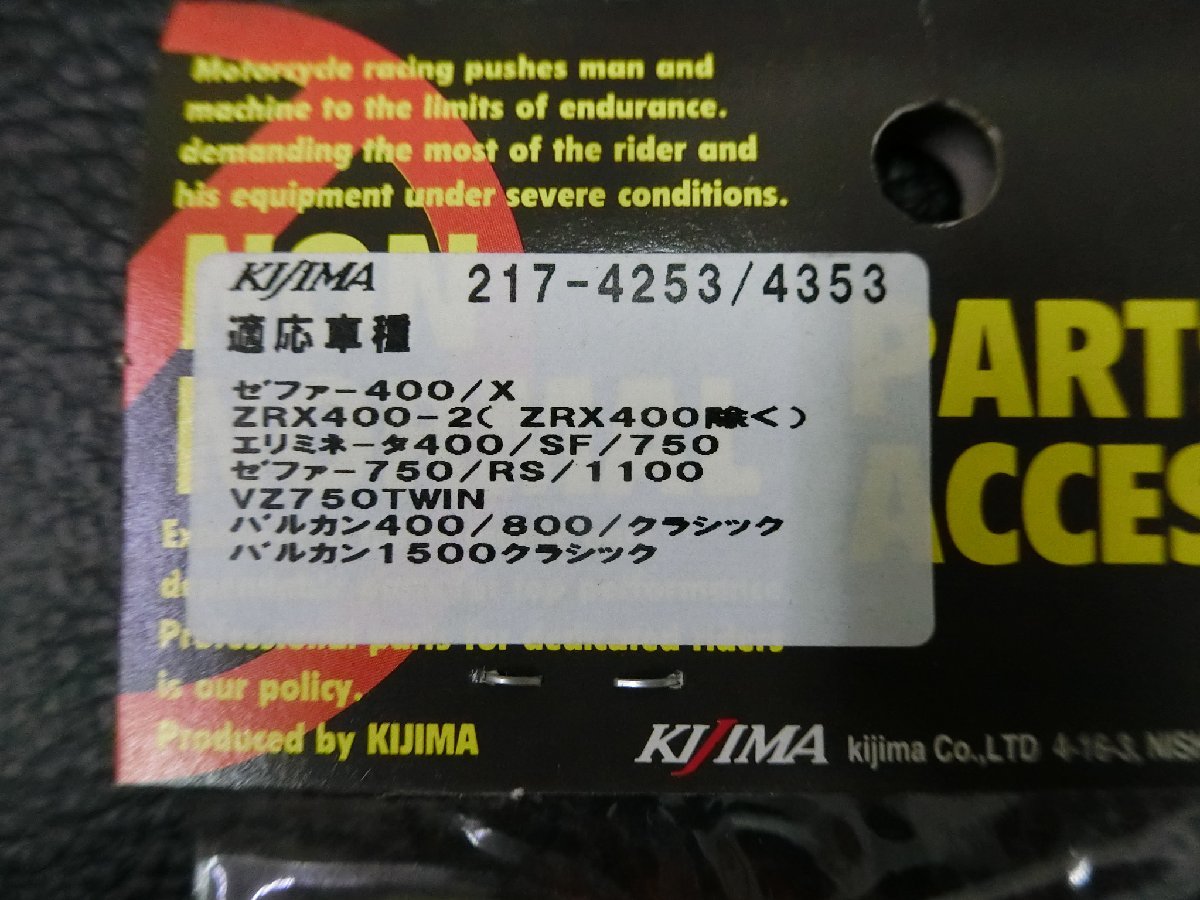 Motorcycle racing pushes man and
machine to the limits of endurance.
demanding the most of the rider and
his equipment under severe conditions.
NON
KIJIMA 217-4253/4353
適応車種
ゼファー400/X
ZRX400-2( ZRX400除く)
エリミネータ400/SF/750
ゼファー750/RS/1100
VZ750TWIN
バルカン400/800/クラシック
バルカン1500クラシック
PART
ACCES
Professional parts for dedicated riders
is our policy.
Produced by KIJIMA
KIJIMA kijima Co.,LTD 4-16-3,